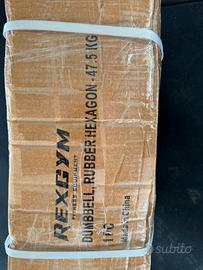 REXGYM
FITNESS EQUIPMENT
DUMBBELL, RUBBER HEXAGON - 47.5 KG
1 PC
Made in China
subito